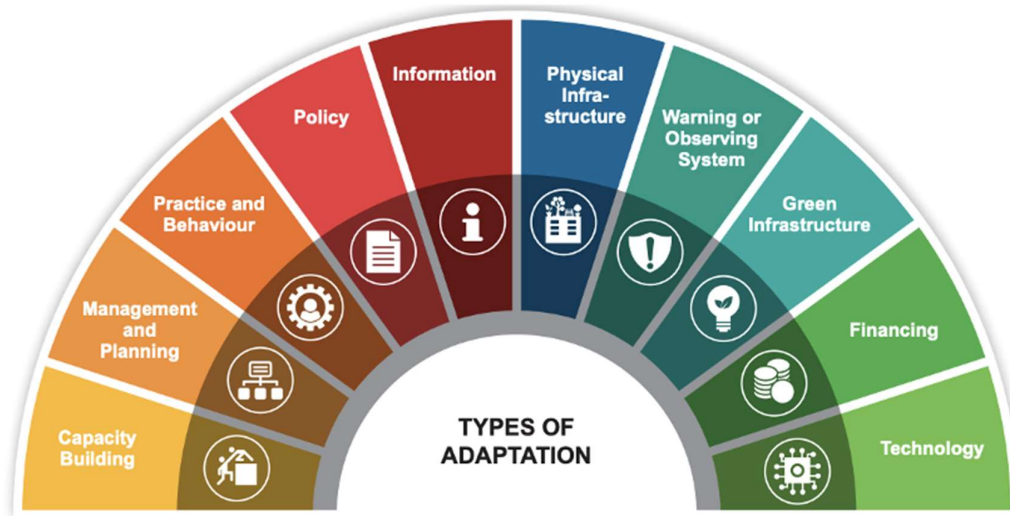 Capacity
Building
Management
and
Planning
Practice and
Behaviour
Policy
Information
Physical
Infra-
structure
Warning or
Observing
System
Green
Infrastructure
Financing
Technology
TYPES OF
ADAPTATION